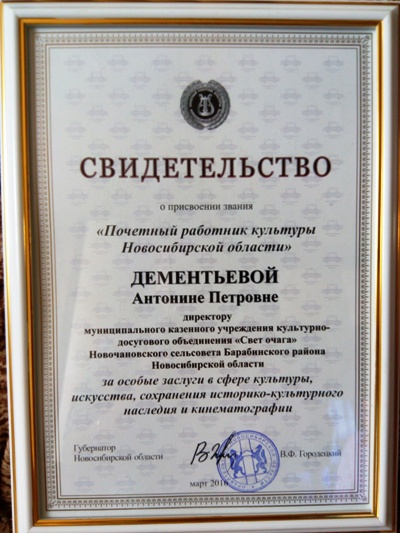 СВИДЕТЕЛЬСТВО
о присвоении звания
«Почетный работник культуры
Новосибирской области»
ДЕМЕНТЬЕВОЙ
Антонине Петровне
директору
муниципального казенного учреждения культурно-
досугового объединения «Свет очага»
Новочановского сельсовета Барабинского района
Новосибирской области
за особые заслуги в сфере культуры,
искусства, сохранения историко-культурного
наследия и кинематографии
Губернатор
Новосибирской области
В.Ф. Городецкий
март 2016